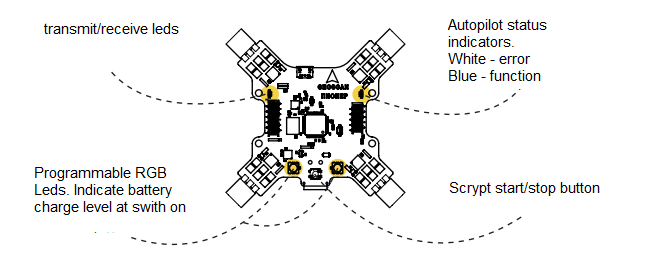 transmit/receive leds
Autopilot status
indicators.
White - error
Blue - function
GEOSCAN
PIONEER
Programmable RGB
Leds. Indicate battery
charge level at swith on
Scrypt start/stop button